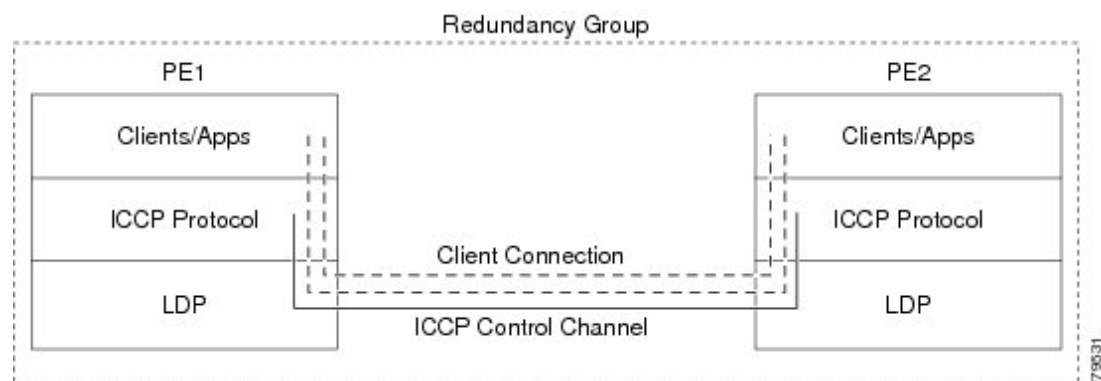 Redundancy Group
PE1
PE2
Clients/Apps
Clients/Apps
ICCP Protocol
ICCP Protocol
Client Connection
LDP
LDP
ICCP Control Channel